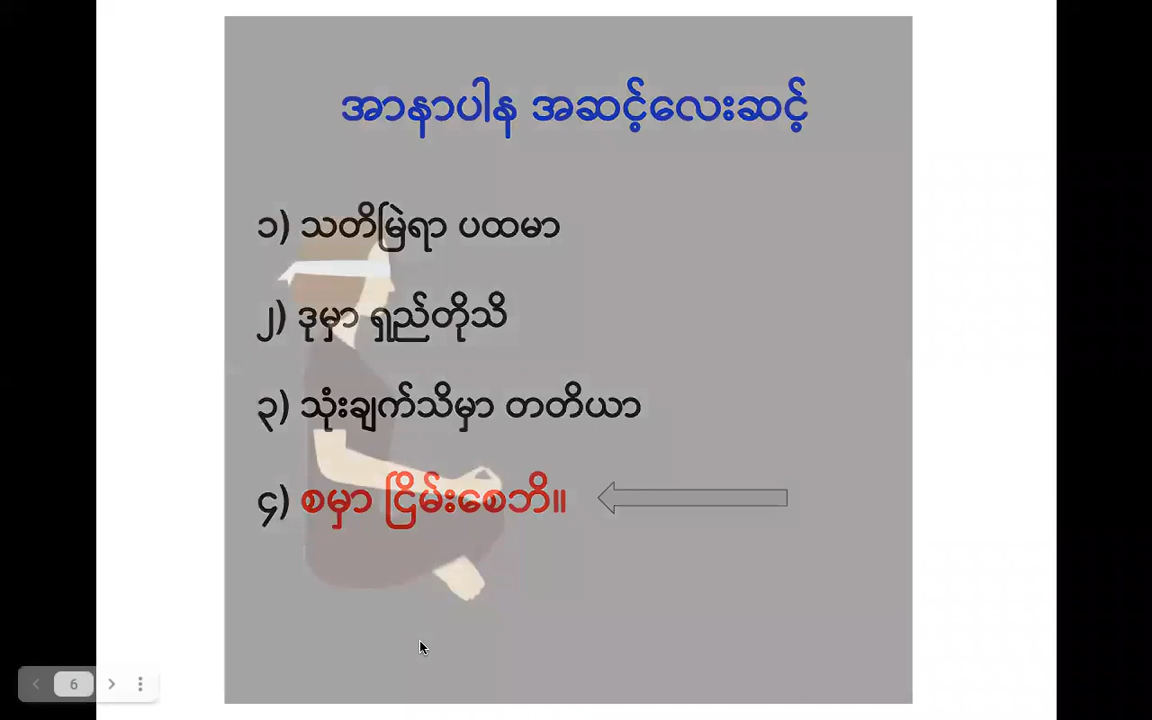 အာနာပါန အဆင့်လေးဆင့်
၁) သတိမြဲရာ ပထမာ
၂) ဒုမှာ ရှည်တိုသိ
၃) သုံးချက်သိမှာ တတိယာ
၄) စမှာ ငြိမ်းစေဘိ။
6